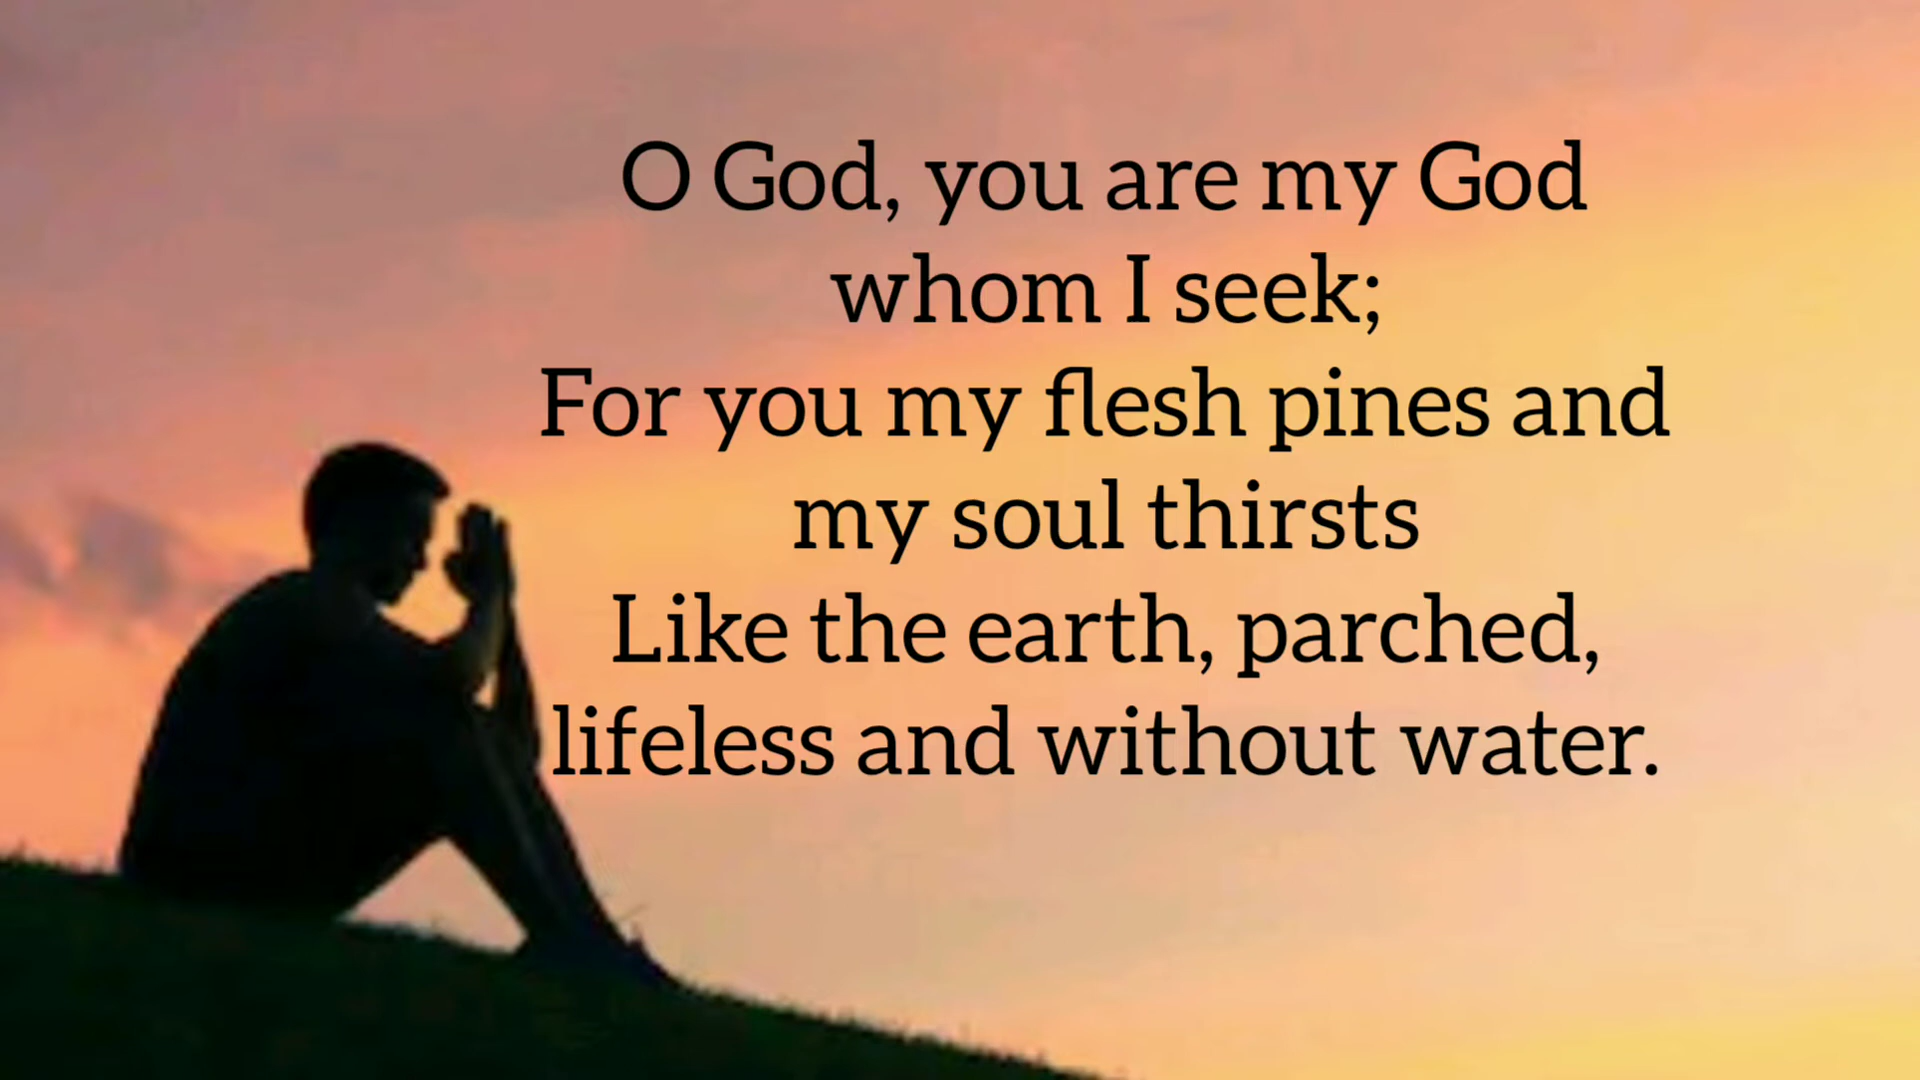 O God, you are my God
whom I seek;
For you my flesh pines and
my soul thirsts
Like the earth, parched,
lifeless and without water.